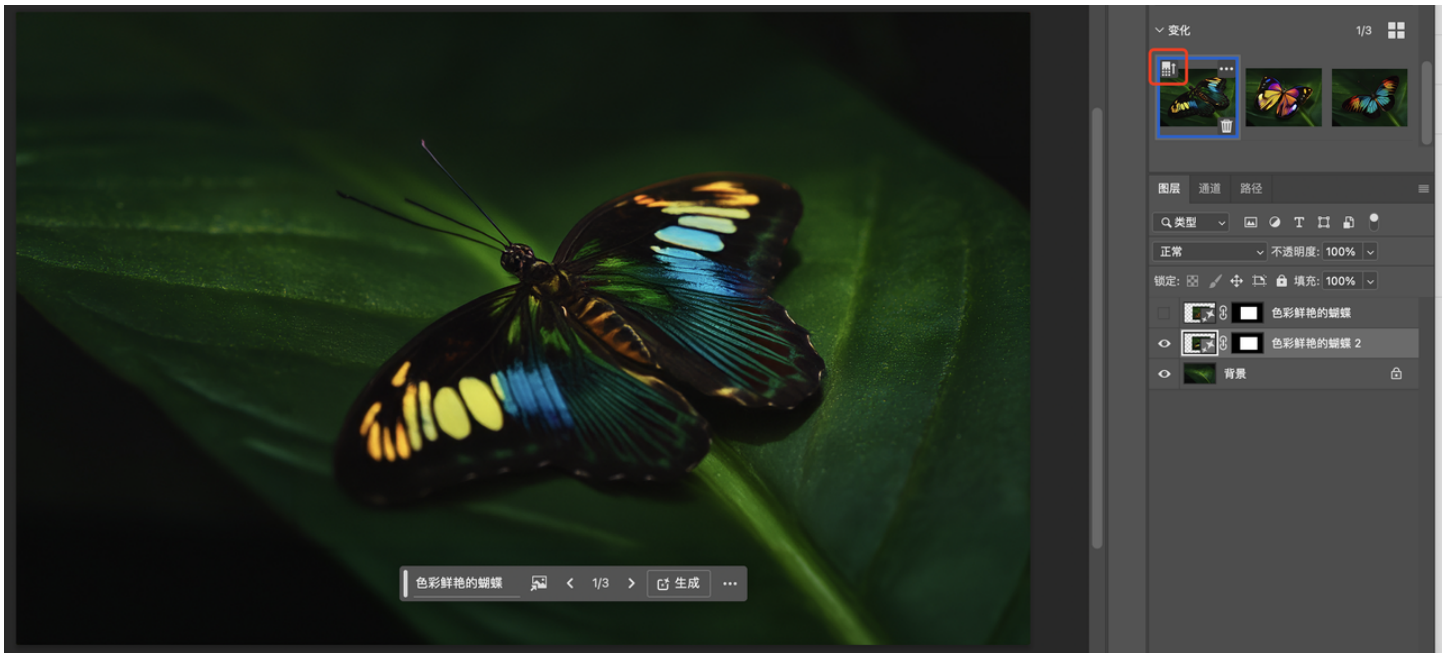 变化 1/3
图层 通道 路径
类型
正常 不透明度: 100%
锁定: 填充: 100%
色彩鲜艳的蝴蝶
色彩鲜艳的蝴蝶 2
背景
色彩鲜艳的蝴蝶 1/3 生成